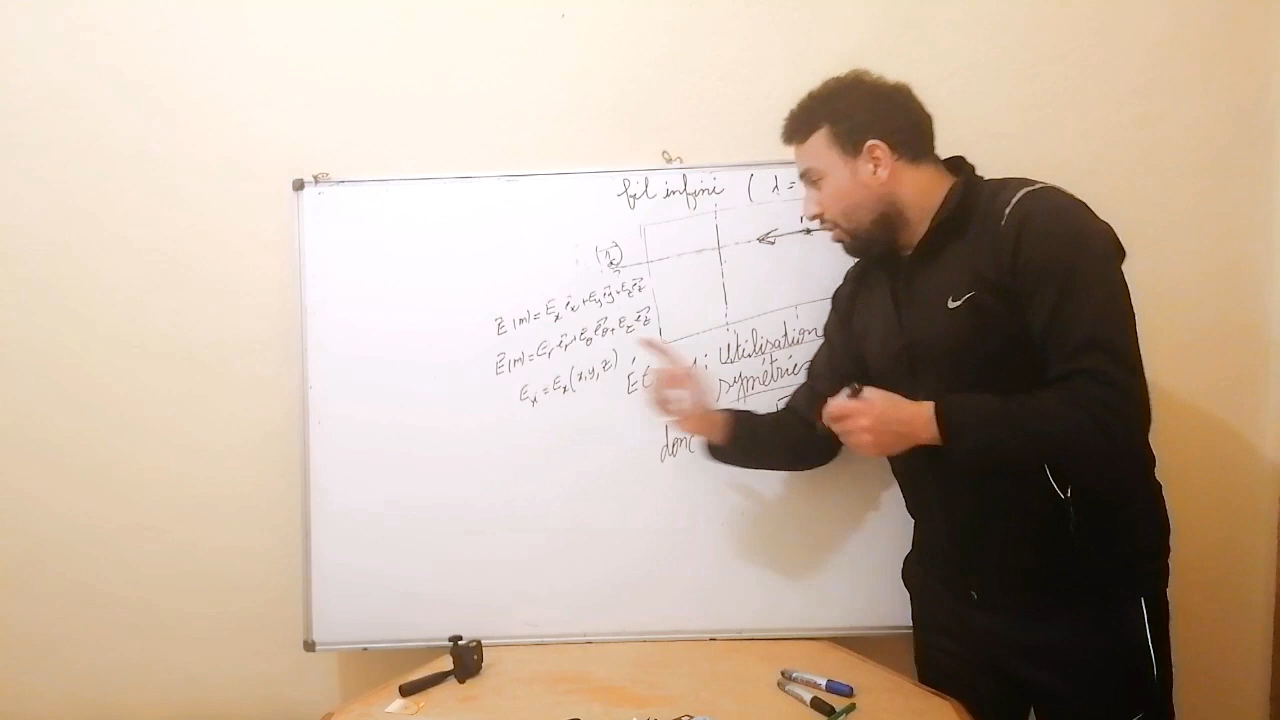 fil infini ( λ =
r
E⃗(M) = Eₓ e⃗ₓ + E_y e⃗_y + E_z e⃗_z
E⃗(M) = E_r e⃗_r + E_θ e⃗_θ + E_z e⃗_z
Eₓ = Eₓ(x, y, z)
: Utilisation
symétrie
donc